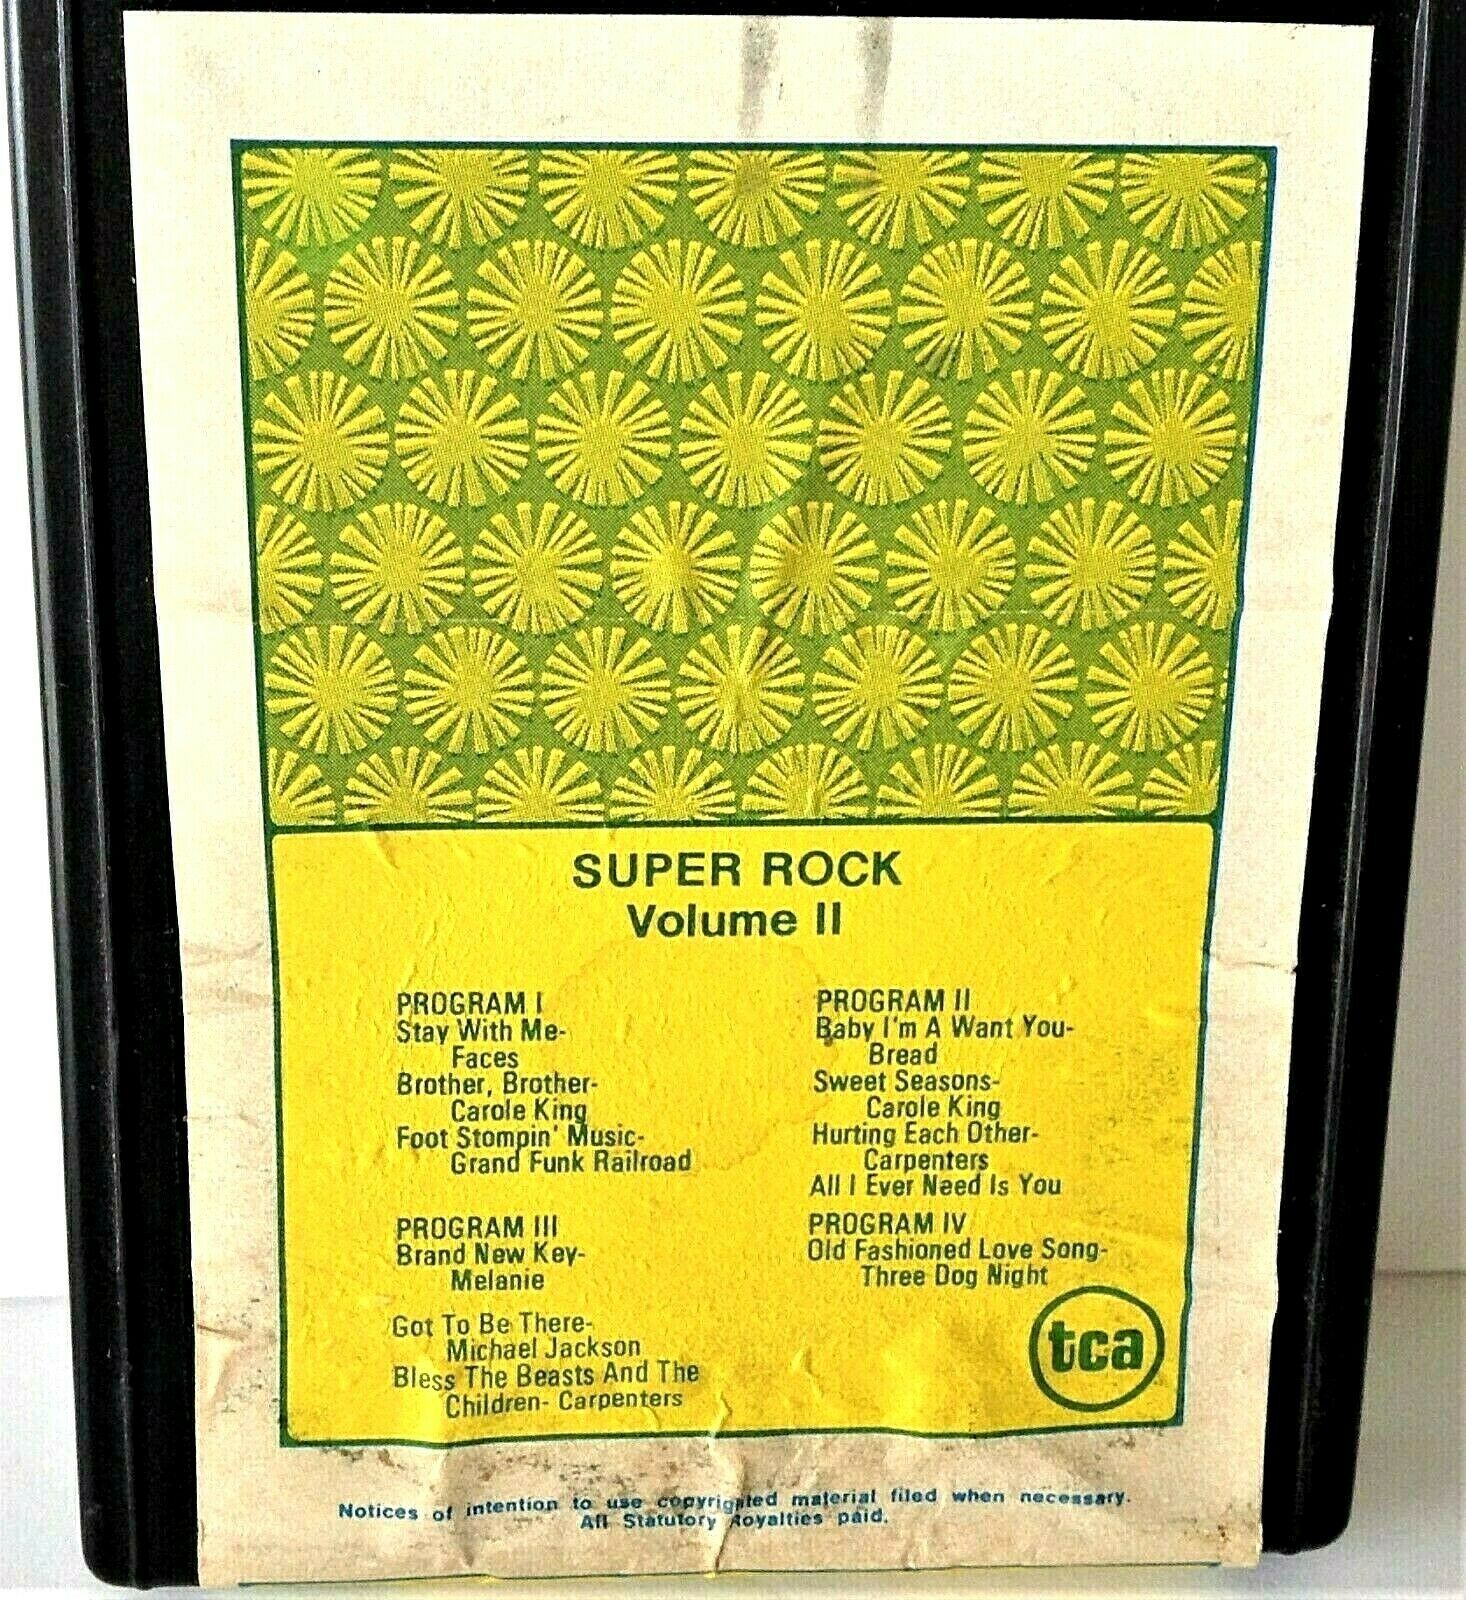 SUPER ROCK
Volume II
PROGRAM I
Stay With Me-
Faces
Brother, Brother-
Carole King
Foot Stompin' Music-
Grand Funk Railroad
PROGRAM II
Baby I'm A Want You-
Bread
Sweet Seasons-
Carole King
Hurting Each Other-
Carpenters
All I Ever Need Is You
PROGRAM III
Brand New Key-
Melanie
Got To Be There-
Michael Jackson
Bless The Beasts And The
Children- Carpenters
PROGRAM IV
Old Fashioned Love Song-
Three Dog Night
tca
Notices of intention to use copyrighted material filed when necessary.
All Statutory Royalties paid.